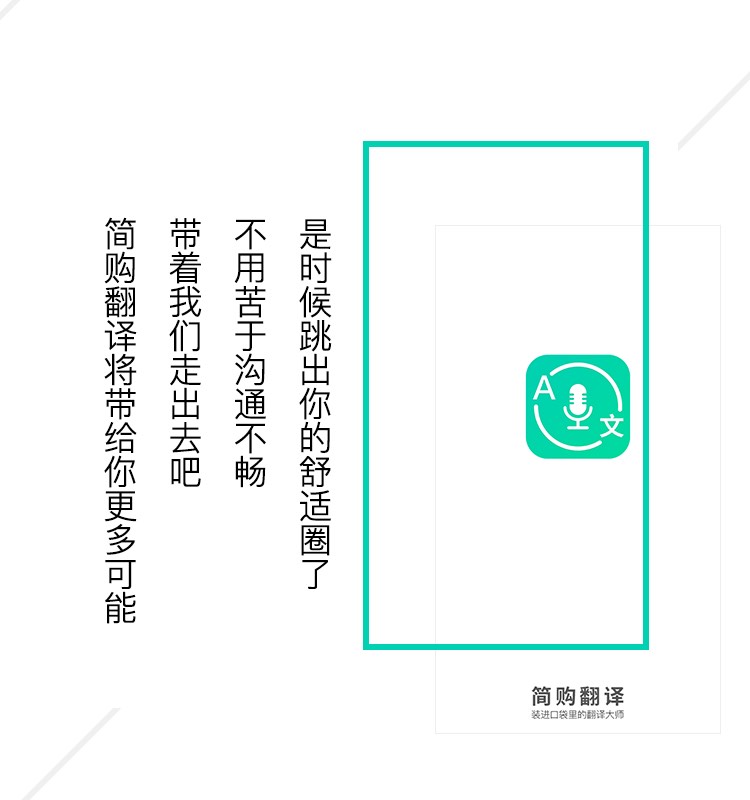 是时候跳出你的舒适圈了
不用苦于沟通不畅
带着我们走出去吧
简购翻译将带给你更多可能
A
文
简购翻译
装进口袋里的翻译大师